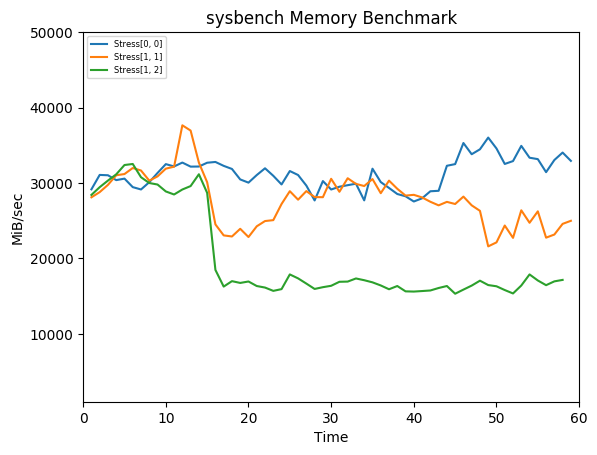 sysbench Memory Benchmark
50000
40000
30000
20000
10000
MiB/sec
Stress[0, 0]
Stress[1, 1]
Stress[1, 2]
0 10 20 30 40 50 60
Time